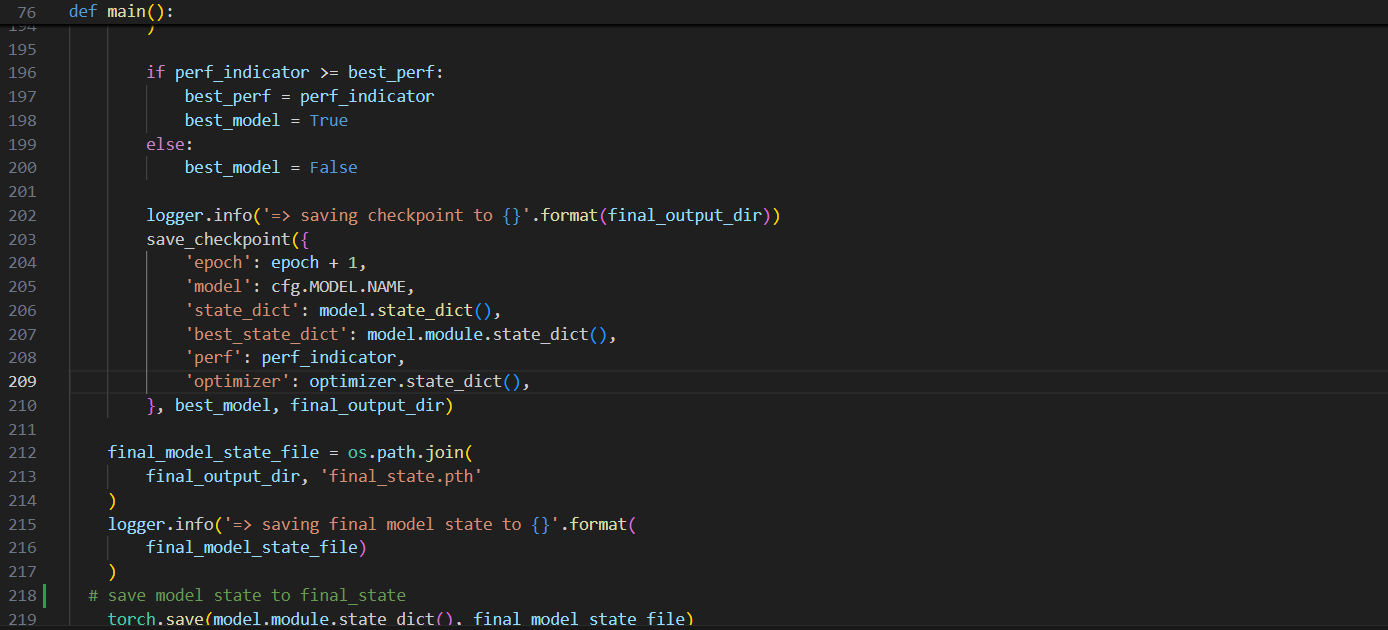 76 def main():
194 )
195
196 if perf_indicator >= best_perf:
197 best_perf = perf_indicator
198 best_model = True
199 else:
200 best_model = False
201
202 logger.info('=> saving checkpoint to {}'.format(final_output_dir))
203 save_checkpoint({
204 'epoch': epoch + 1,
205 'model': cfg.MODEL.NAME,
206 'state_dict': model.state_dict(),
207 'best_state_dict': model.module.state_dict(),
208 'perf': perf_indicator,
209 'optimizer': optimizer.state_dict(),
210 }, best_model, final_output_dir)
211
212 final_model_state_file = os.path.join(
213 final_output_dir, 'final_state.pth'
214 )
215 logger.info('=> saving final model state to {}'.format(
216 final_model_state_file)
217 )
218 # save model state to final_state
219 torch.save(model.module.state_dict(), final_model_state_file)